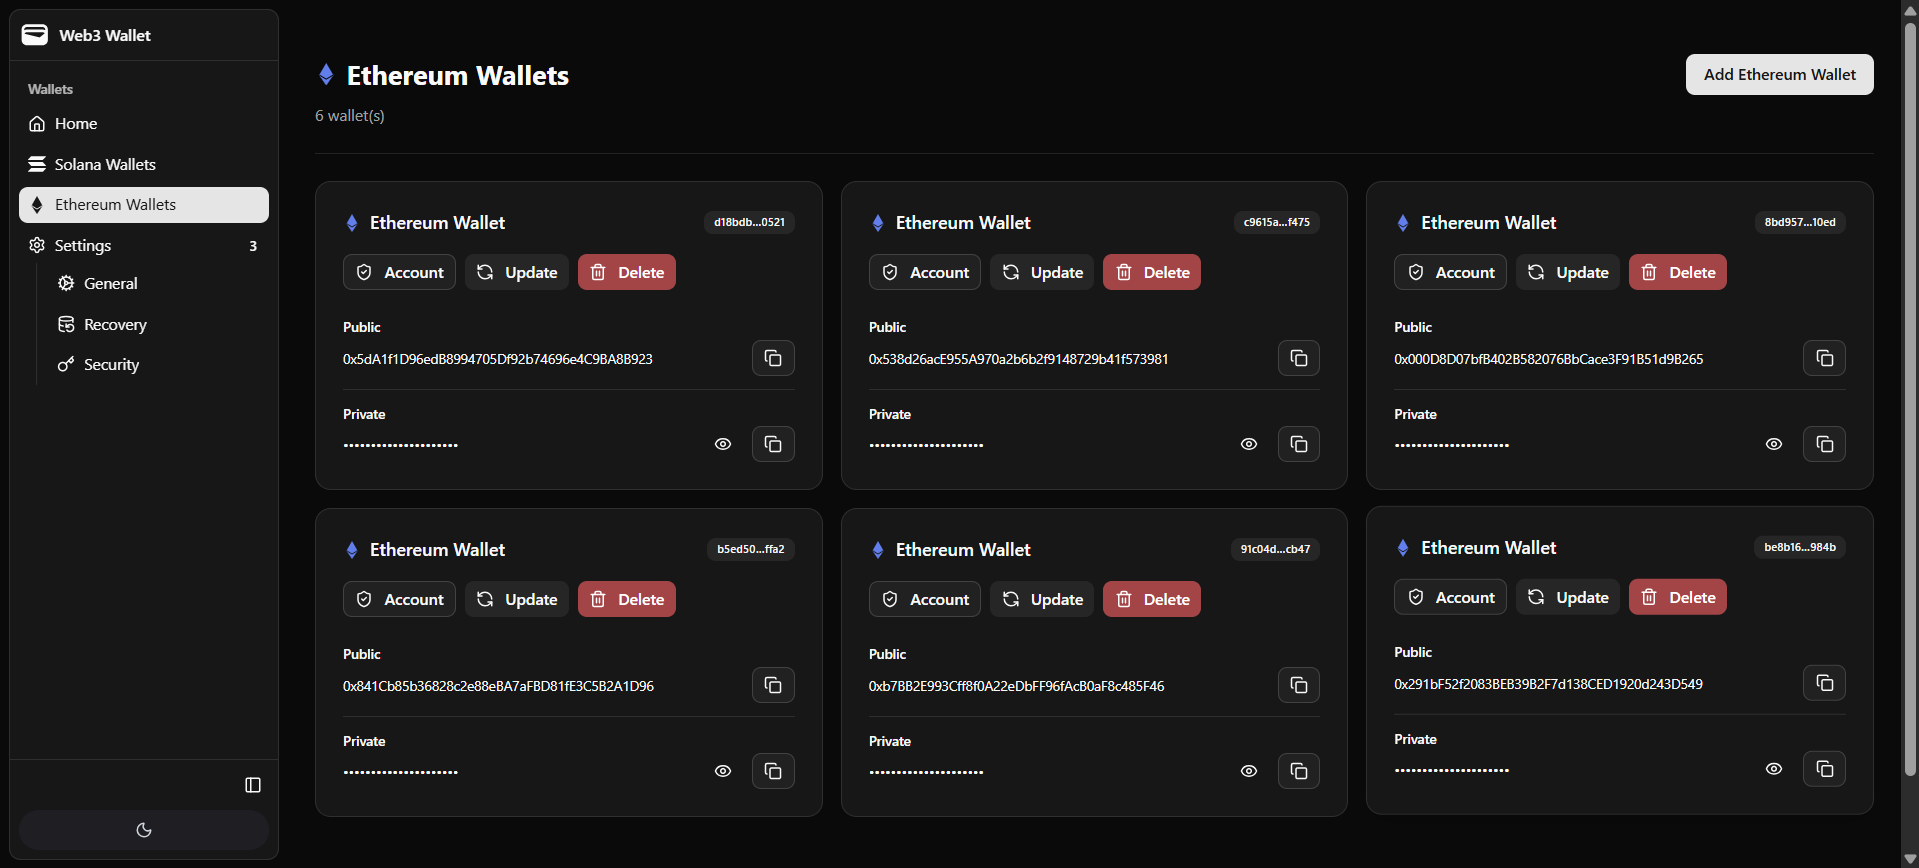 Web3 Wallet
Wallets
Home
Solana Wallets
Ethereum Wallets
Settings 3
General
Recovery
Security
Ethereum Wallets
6 wallet(s)
Add Ethereum Wallet
Ethereum Wallet d18bdb...0521
Account Update Delete
Public
0x5dA1f1D96edB8994705Df92b74696e4C9BA8B923
Private
•••••••••••••••••••••
Ethereum Wallet c9615a...f475
Account Update Delete
Public
0x538d26acE955A970a2b6b2f9148729b41f573981
Private
•••••••••••••••••••••
Ethereum Wallet 8bd957...10ed
Account Update Delete
Public
0x000D8D07bfB402B582076BbCace3F91B51d9B265
Private
•••••••••••••••••••••
Ethereum Wallet b5ed50...ffa2
Account Update Delete
Public
0x841Cb85b36828c2e88eBA7aFBD81fE3C5B2A1D96
Private
•••••••••••••••••••••
Ethereum Wallet 91c04d...cb47
Account Update Delete
Public
0xb7BB2E993Cff8f0A22eDbFF96fAcB0aF8c485F46
Private
•••••••••••••••••••••
Ethereum Wallet be8b16...984b
Account Update Delete
Public
0x291bF52f2083BEB39B2F7d138CED1920d243D549
Private
•••••••••••••••••••••